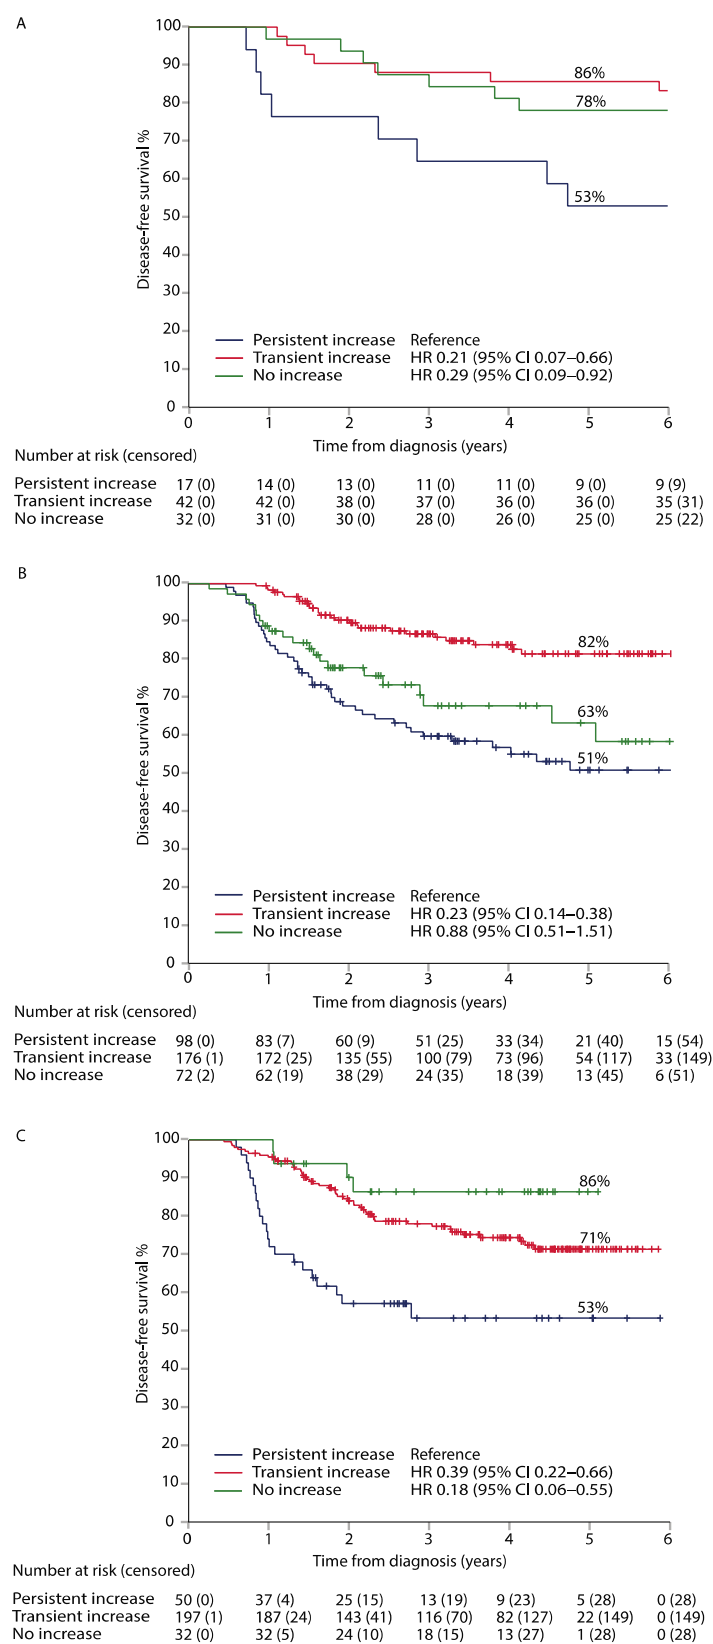 A
100
90
86%
80
78%
70
60
53%
50
40
30
20
10
0
Disease-free survival %
Persistent increase Reference
Transient increase HR 0.21 (95% CI 0.07–0.66)
No increase HR 0.29 (95% CI 0.09–0.92)
0 1 2 3 4 5 6
Time from diagnosis (years)
Number at risk (censored)
Persistent increase 17 (0) 14 (0) 13 (0) 11 (0) 11 (0) 9 (0) 9 (9)
Transient increase 42 (0) 42 (0) 38 (0) 37 (0) 36 (0) 36 (0) 35 (31)
No increase 32 (0) 31 (0) 30 (0) 28 (0) 26 (0) 25 (0) 25 (22)
B
100
90
82%
80
70
63%
60
51%
50
40
30
20
10
0
Disease-free survival %
Persistent increase Reference
Transient increase HR 0.23 (95% CI 0.14–0.38)
No increase HR 0.88 (95% CI 0.51–1.51)
0 1 2 3 4 5 6
Time from diagnosis (years)
Number at risk (censored)
Persistent increase 98 (0) 83 (7) 60 (9) 51 (25) 33 (34) 21 (40) 15 (54)
Transient increase 176 (1) 172 (25) 135 (55) 100 (79) 73 (96) 54 (117) 33 (149)
No increase 72 (2) 62 (19) 38 (29) 24 (35) 18 (39) 13 (45) 6 (51)
C
100
90
86%
80
71%
70
60
53%
50
40
30
20
10
0
Disease-free survival %
Persistent increase Reference
Transient increase HR 0.39 (95% CI 0.22–0.66)
No increase HR 0.18 (95% CI 0.06–0.55)
0 1 2 3 4 5 6
Time from diagnosis (years)
Number at risk (censored)
Persistent increase 50 (0) 37 (4) 25 (15) 13 (19) 9 (23) 5 (28) 0 (28)
Transient increase 197 (1) 187 (24) 143 (41) 116 (70) 82 (127) 22 (149) 0 (149)
No increase 32 (0) 32 (5) 24 (10) 18 (15) 13 (27) 1 (28) 0 (28)